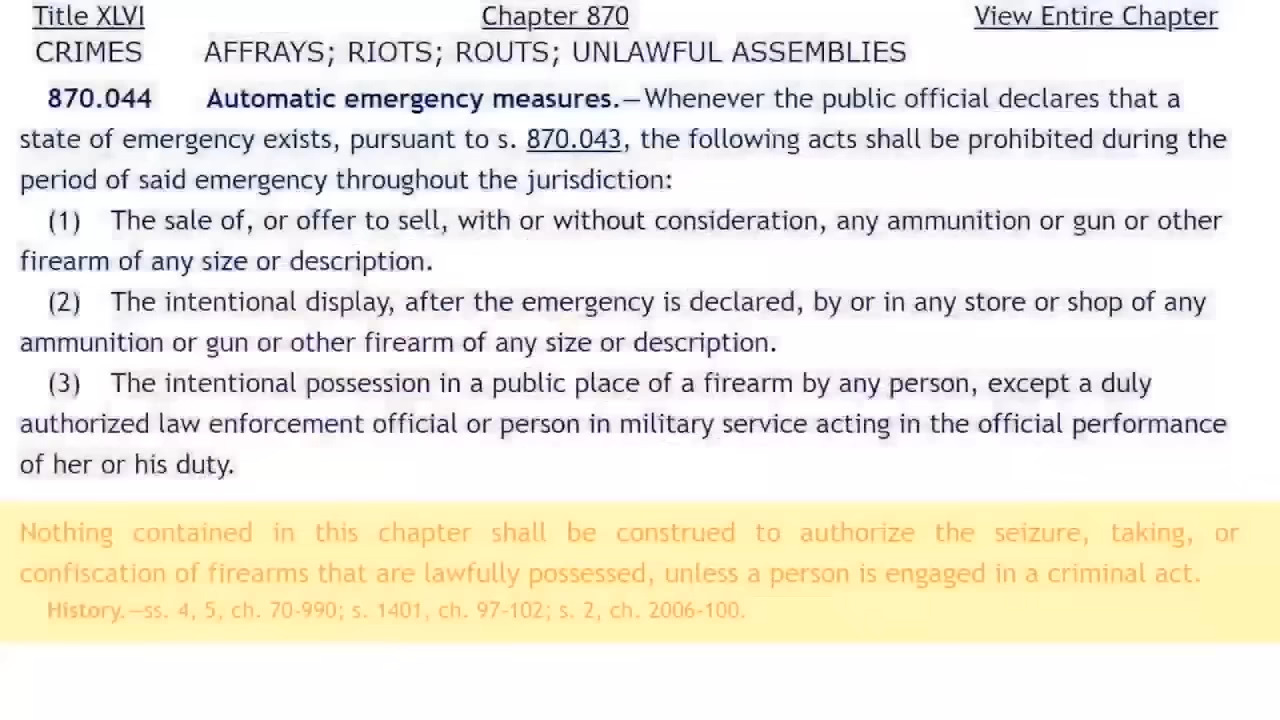 Title XLVI Chapter 870 View Entire Chapter
CRIMES AFFRAYS; RIOTS; ROUTS; UNLAWFUL ASSEMBLIES
870.044 Automatic emergency measures.—Whenever the public official declares that a
state of emergency exists, pursuant to s. 870.043, the following acts shall be prohibited during the
period of said emergency throughout the jurisdiction:
(1) The sale of, or offer to sell, with or without consideration, any ammunition or gun or other
firearm of any size or description.
(2) The intentional display, after the emergency is declared, by or in any store or shop of any
ammunition or gun or other firearm of any size or description.
(3) The intentional possession in a public place of a firearm by any person, except a duly
authorized law enforcement official or person in military service acting in the official performance
of her or his duty.
Nothing contained in this chapter shall be construed to authorize the seizure, taking, or
confiscation of firearms that are lawfully possessed, unless a person is engaged in a criminal act.
History.—ss. 4, 5, ch. 70-990; s. 1401, ch. 97-102; s. 2, ch. 2006-100.